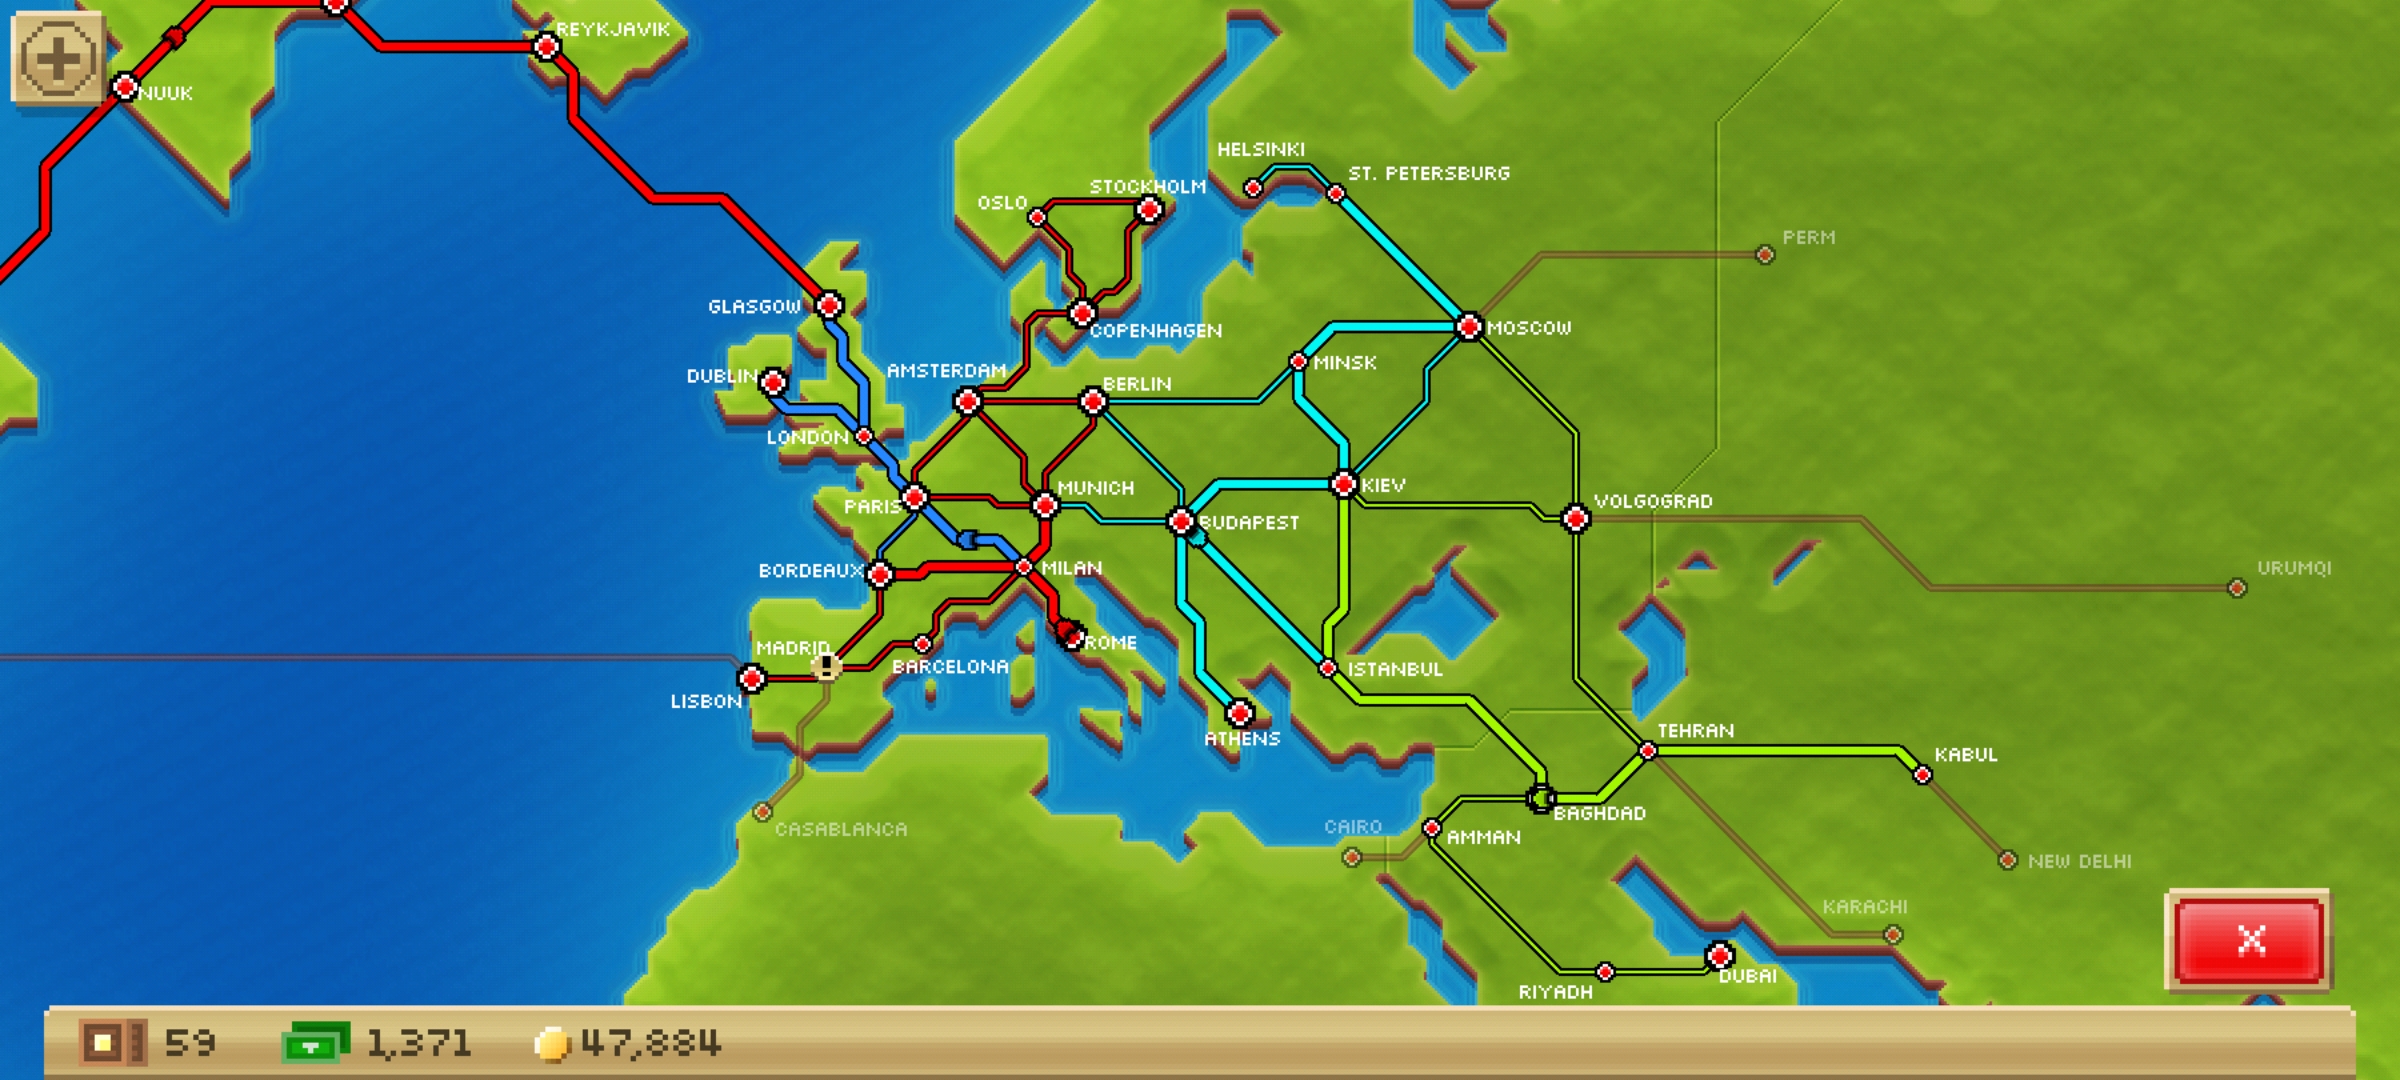 REYKJAVIK
NUUK
HELSINKI
ST. PETERSBURG
STOCKHOLM
OSLO
PERM
GLASGOW
COPENHAGEN
MOSCOW
MINSK
AMSTERDAM
DUBLIN
BERLIN
LONDON
MUNICH
KIEV
PARIS
VOLGOGRAD
BUDAPEST
BORDEAUX
MILAN
URUMQI
MADRID
ROME
BARCELONA
ISTANBUL
LISBON
ATHENS
TEHRAN
KABUL
BAGHDAD
CASABLANCA
CAIRO
AMMAN
NEW DELHI
KARACHI
DUBAI
RIYADH
X
59 1,371 47,884